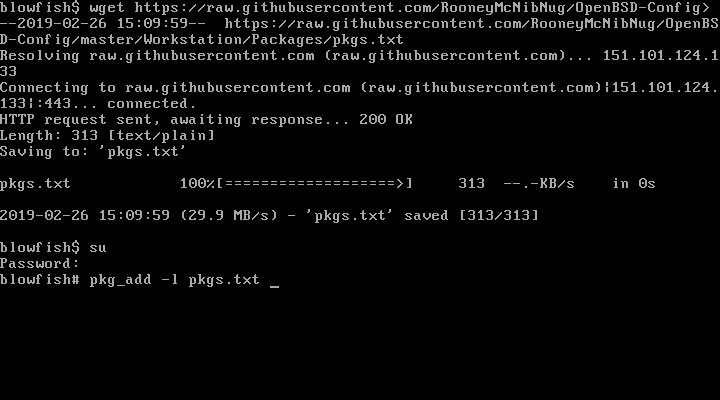 blowfish$ wget https://raw.githubusercontent.com/RooneyMcNibNug/OpenBSD-Config>
--2019-02-26 15:09:59--  https://raw.githubusercontent.com/RooneyMcNibNug/OpenBS
D-Config/master/Workstation/Packages/pkgs.txt
Resolving raw.githubusercontent.com (raw.githubusercontent.com)... 151.101.124.1
33
Connecting to raw.githubusercontent.com (raw.githubusercontent.com)|151.101.124.
133|:443... connected.
HTTP request sent, awaiting response... 200 OK
Length: 313 [text/plain]
Saving to: 'pkgs.txt'
pkgs.txt            100%[===================>]     313  --.-KB/s    in 0s
2019-02-26 15:09:59 (29.9 MB/s) - 'pkgs.txt' saved [313/313]
blowfish$ su
Password:
blowfish# pkg_add -l pkgs.txt _